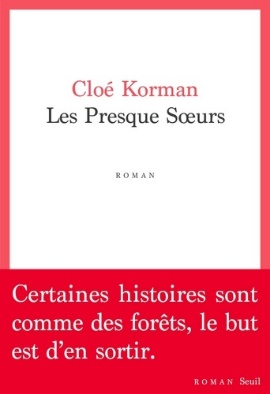 Cloé Korman
Les Presque Sœurs
ROMAN
Certaines histoires sont
comme des forêts, le but
est d'en sortir.
ROMAN Seuil